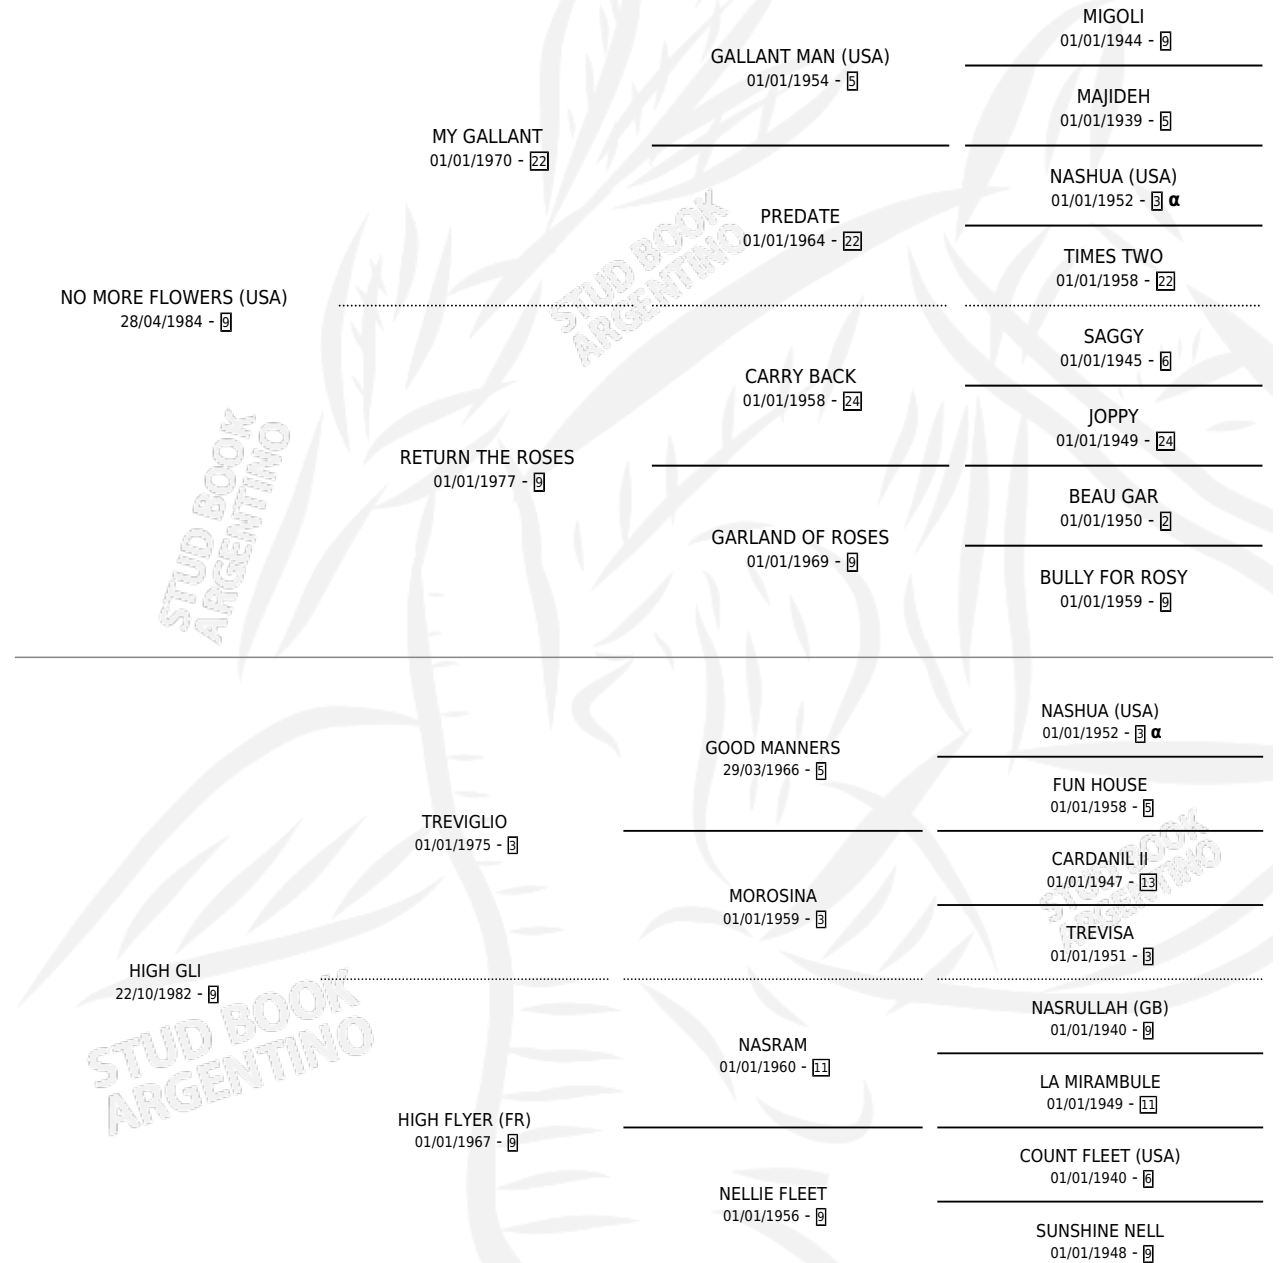 MIGOLI
01/01/1944 - 9
GALLANT MAN (USA)
01/01/1954 - 5
MAJIDEH
01/01/1939 - 5
MY GALLANT
01/01/1970 - 22
NASHUA (USA)
01/01/1952 - 3 α
PREDATE
01/01/1964 - 22
TIMES TWO
01/01/1958 - 22
NO MORE FLOWERS (USA)
28/04/1984 - 9
SAGGY
01/01/1945 - 6
CARRY BACK
01/01/1958 - 24
JOPPY
01/01/1949 - 24
RETURN THE ROSES
01/01/1977 - 9
BEAU GAR
01/01/1950 - 2
GARLAND OF ROSES
01/01/1969 - 9
BULLY FOR ROSY
01/01/1959 - 9
NASHUA (USA)
01/01/1952 - 3 α
GOOD MANNERS
29/03/1966 - 5
FUN HOUSE
01/01/1958 - 5
TREVIGLIO
01/01/1975 - 3
CARDANIL II
01/01/1947 - 13
MOROSINA
01/01/1959 - 3
TREVISA
01/01/1951 - 3
HIGH GLI
22/10/1982 - 9
NASRULLAH (GB)
01/01/1940 - 9
NASRAM
01/01/1960 - 11
LA MIRAMBULE
01/01/1949 - 11
HIGH FLYER (FR)
01/01/1967 - 9
COUNT FLEET (USA)
01/01/1940 - 6
NELLIE FLEET
01/01/1956 - 9
SUNSHINE NELL
01/01/1948 - 9
STUD BOOK
ARGENTINO
STUD BOOK
ARGENTINO
STUD BOOK
ARGENTINO
STUD BOOK
ARGENTINO